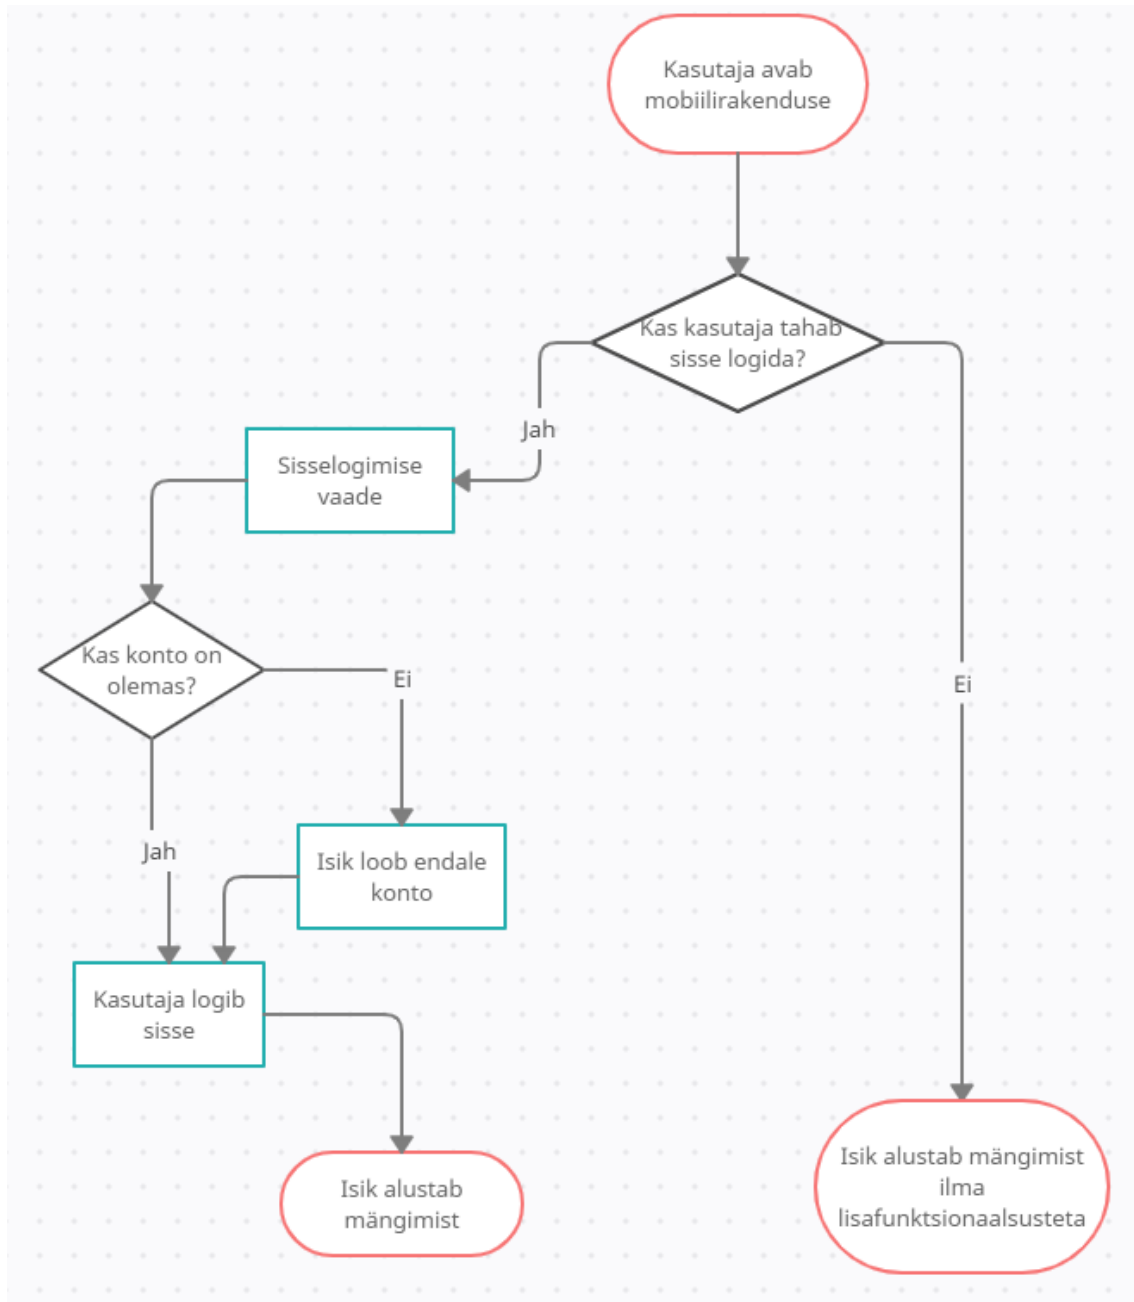 Kasutaja avab
mobiilirakenduse
Kas kasutaja tahab
sisse logida?
Jah
Sisselogimise
vaade
Kas konto on
olemas?
Ei
Ei
Jah
Isik loob endale
konto
Kasutaja logib
sisse
Isik alustab
mängimist
Isik alustab mängimist
ilma
lisafunktsionaalsusteta